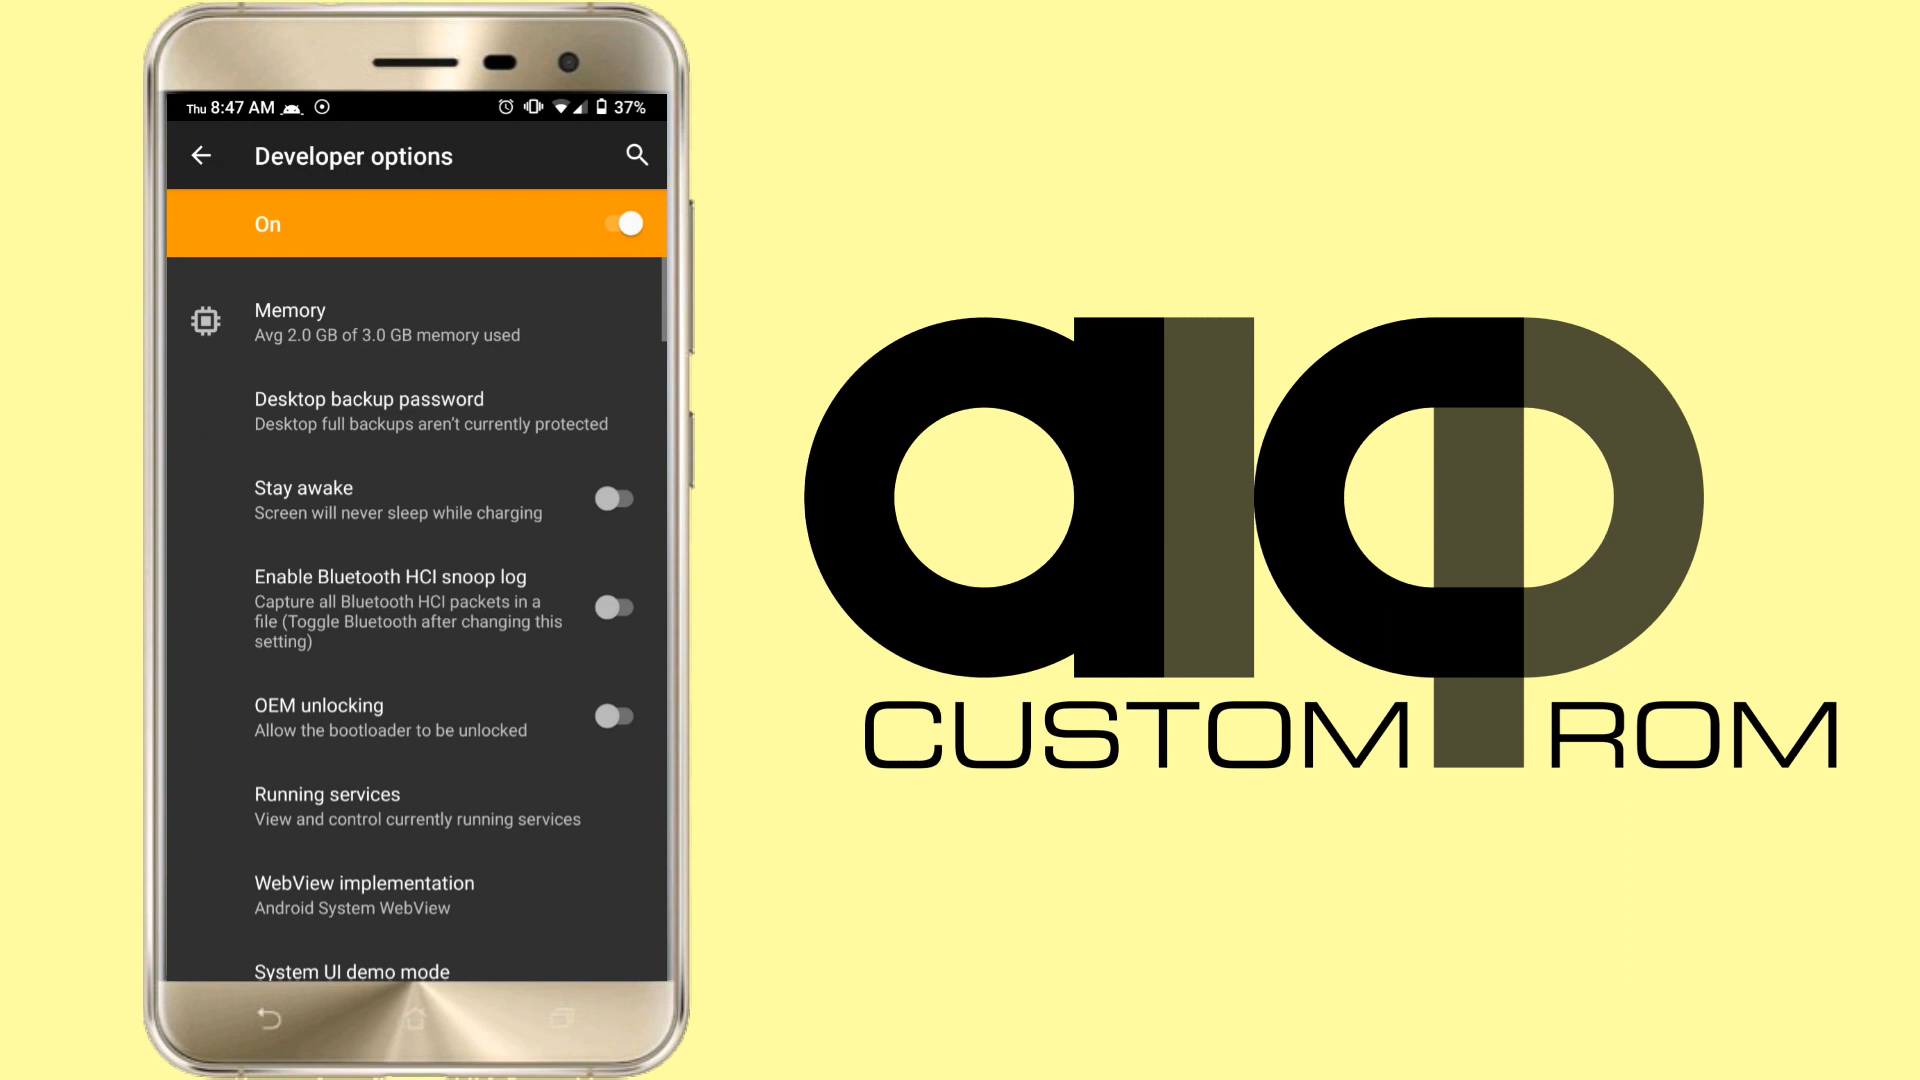 Thu 8:47 AM 37%
Developer options
On
Memory
Avg 2.0 GB of 3.0 GB memory used
Desktop backup password
Desktop full backups aren't currently protected
Stay awake
Screen will never sleep while charging
Enable Bluetooth HCI snoop log
Capture all Bluetooth HCI packets in a
file (Toggle Bluetooth after changing this
setting)
OEM unlocking
Allow the bootloader to be unlocked
Running services
View and control currently running services
WebView implementation
Android System WebView
System UI demo mode
CUSTOM ROM